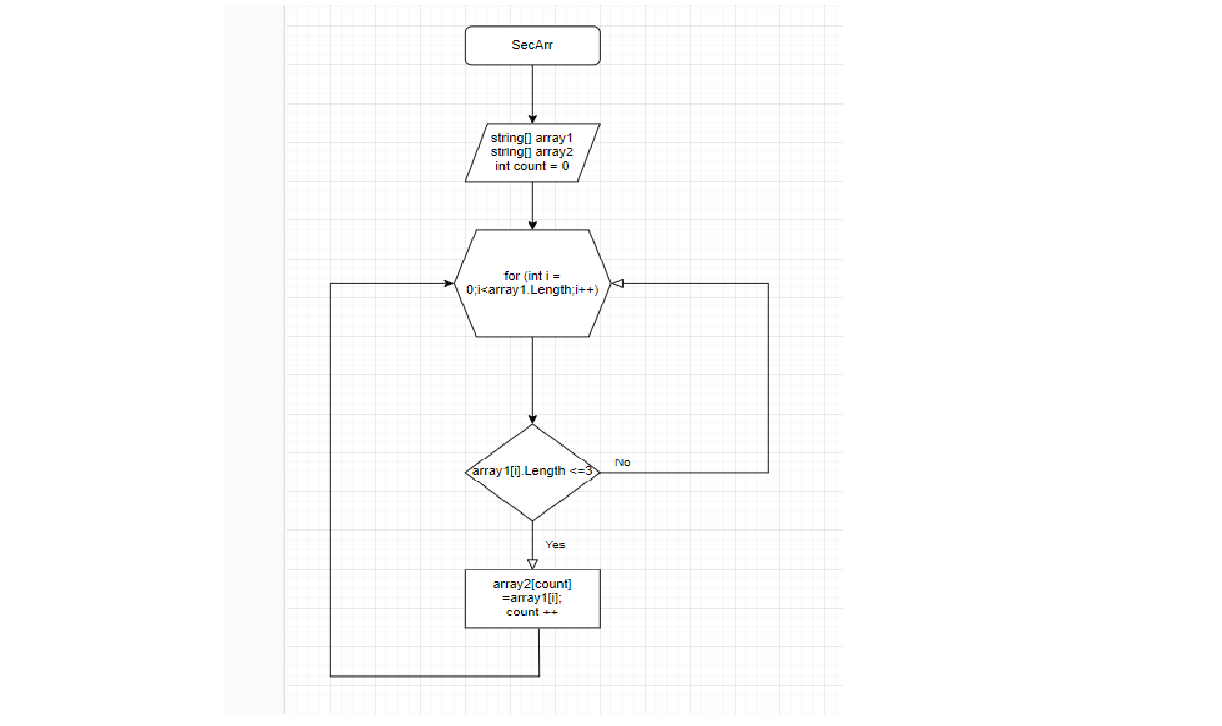 SecArr
string[] array1
string[] array2
int count = 0
for (int i =
0;i<array1.Length;i++)
array1[i].Length <=3
No
Yes
array2[count]
=array1[i];
count ++